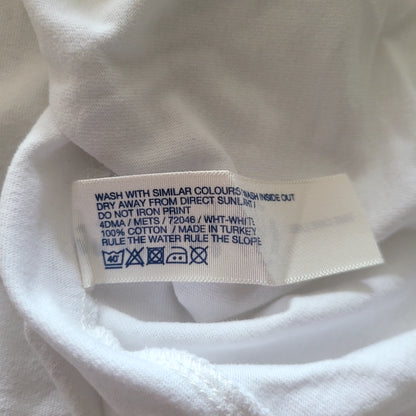 WASH WITH SIMILAR COLOURS WASH INSIDE OUT
DRY AWAY FROM DIRECT SUNLIGHT /
DO NOT IRON PRINT
4DMA / METS / 72046 / WHT-WHITE
100% COTTON / MADE IN TURKEY
RULE THE WATER RULE THE SLOPE
40°